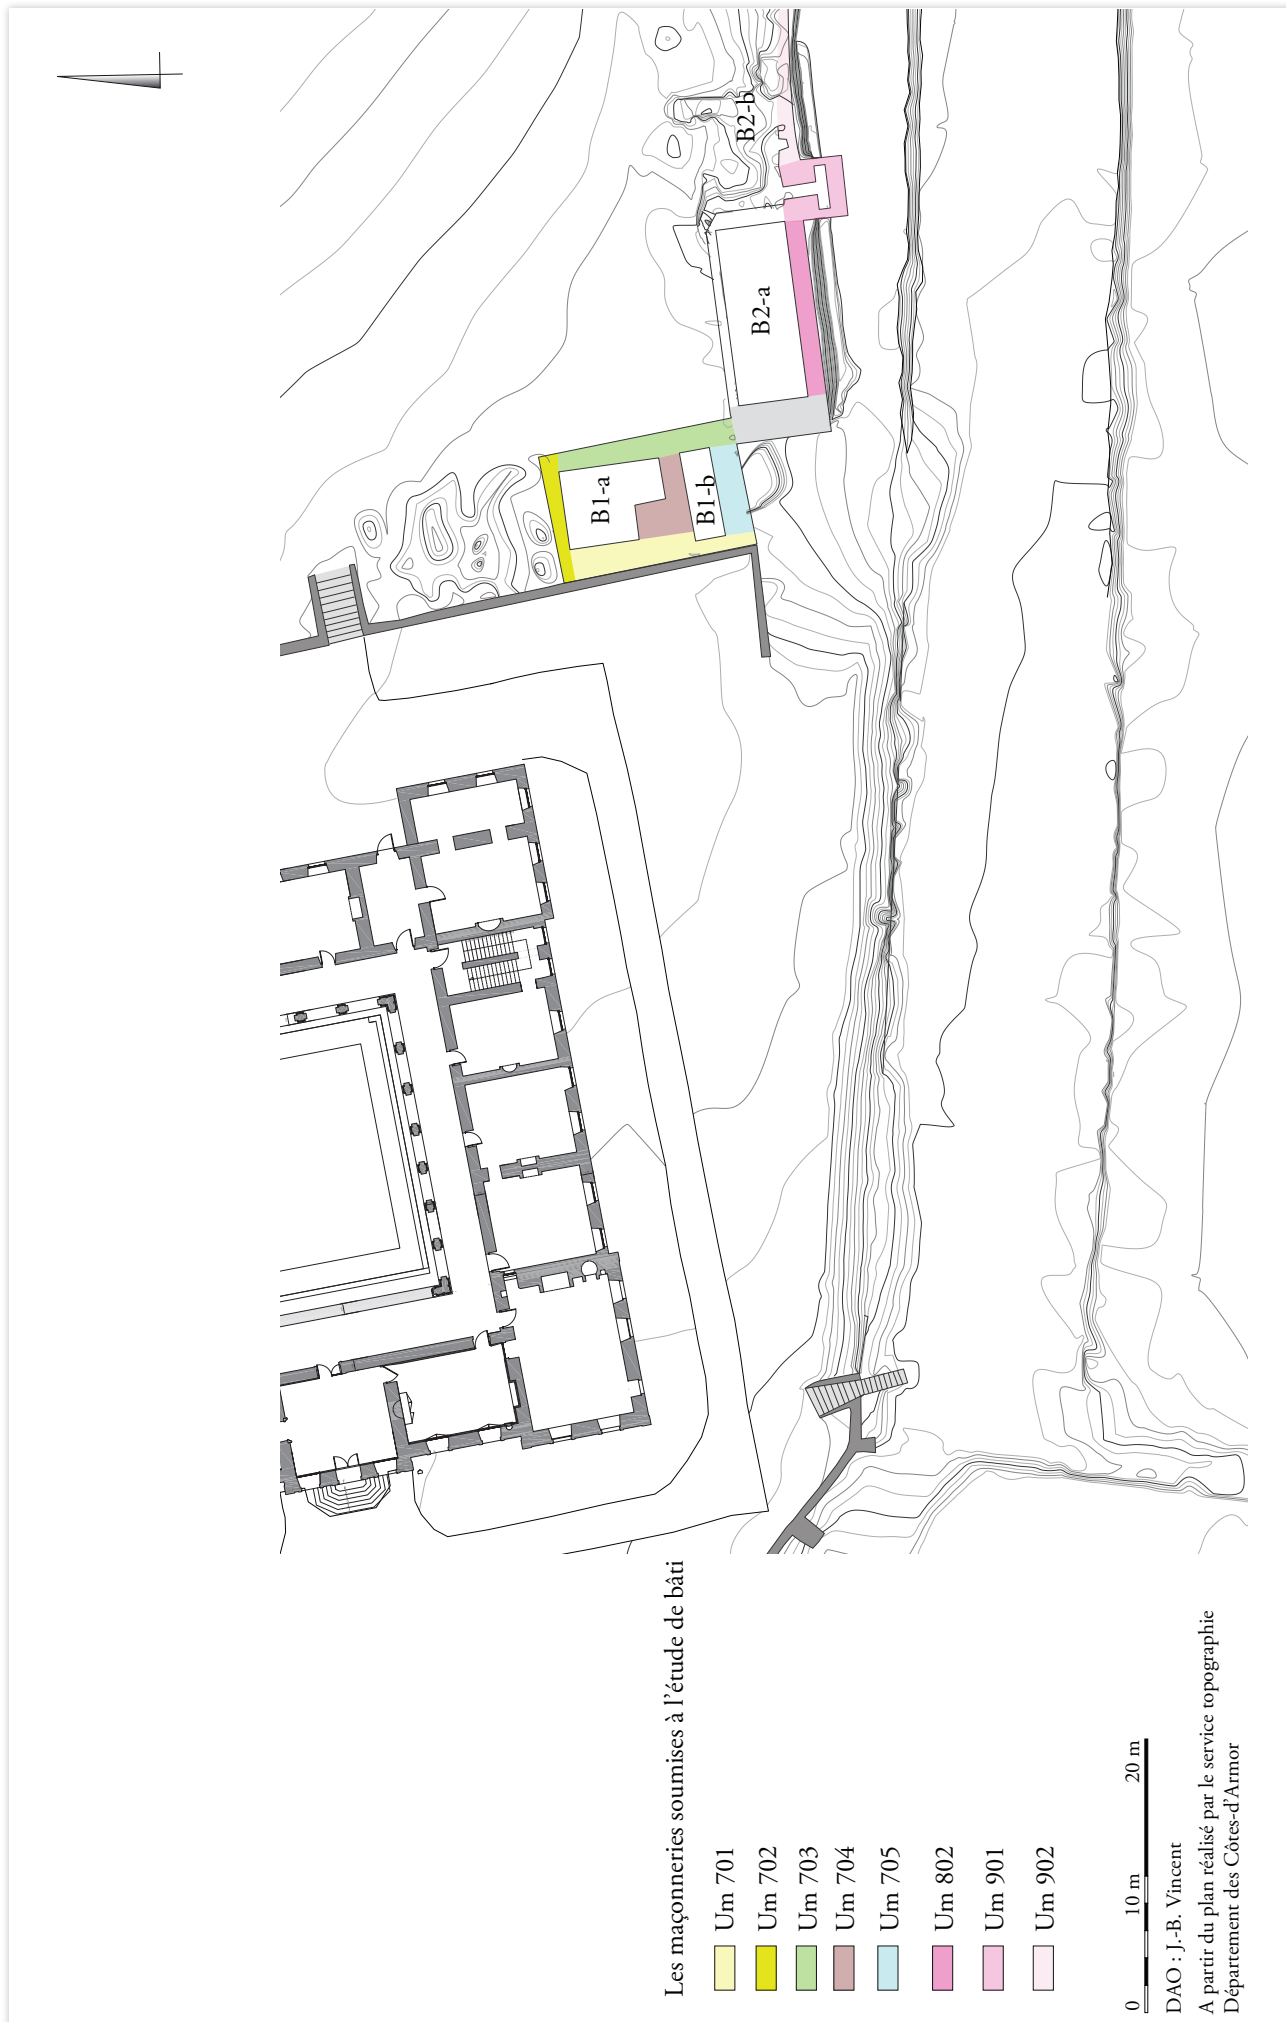 B1-a
B1-b
B2-a
B2-b
Les maçonneries soumises à l'étude de bâti
Um 701
Um 702
Um 703
Um 704
Um 705
Um 802
Um 901
Um 902
0 10 m 20 m
DAO : J.-B. Vincent
A partir du plan réalisé par le service topographie
Département des Côtes-d'Armor